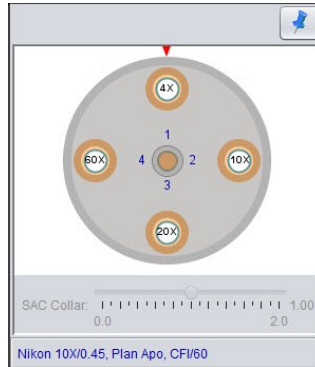 4X
1
60X 4 2 10X
3
20X
SAC Collar: 1.00
0.0 2.0
Nikon 10X/0.45, Plan Apo, CFI/60